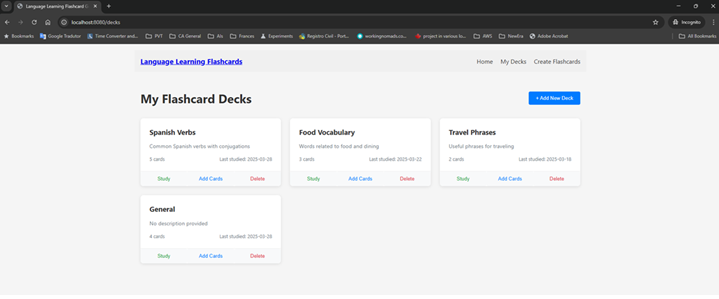 Language Learning Flashcard D
localhost:8080/decks
Incognito
Bookmarks Google Tradutor Time Converter and... PVT CA General AIs Frances Experiments Registro Civil - Port... workingnomads.co... project in various lo... AWS NewEra Adobe Acrobat All Bookmarks
Language Learning Flashcards Home My Decks Create Flashcards
My Flashcard Decks + Add New Deck
Spanish Verbs
Common Spanish verbs with conjugations
5 cards Last studied: 2025-03-28
Study Add Cards Delete
Food Vocabulary
Words related to food and dining
3 cards Last studied: 2025-03-22
Study Add Cards Delete
Travel Phrases
Useful phrases for traveling
2 cards Last studied: 2025-03-18
Study Add Cards Delete
General
No description provided
4 cards Last studied: 2025-03-28
Study Add Cards Delete